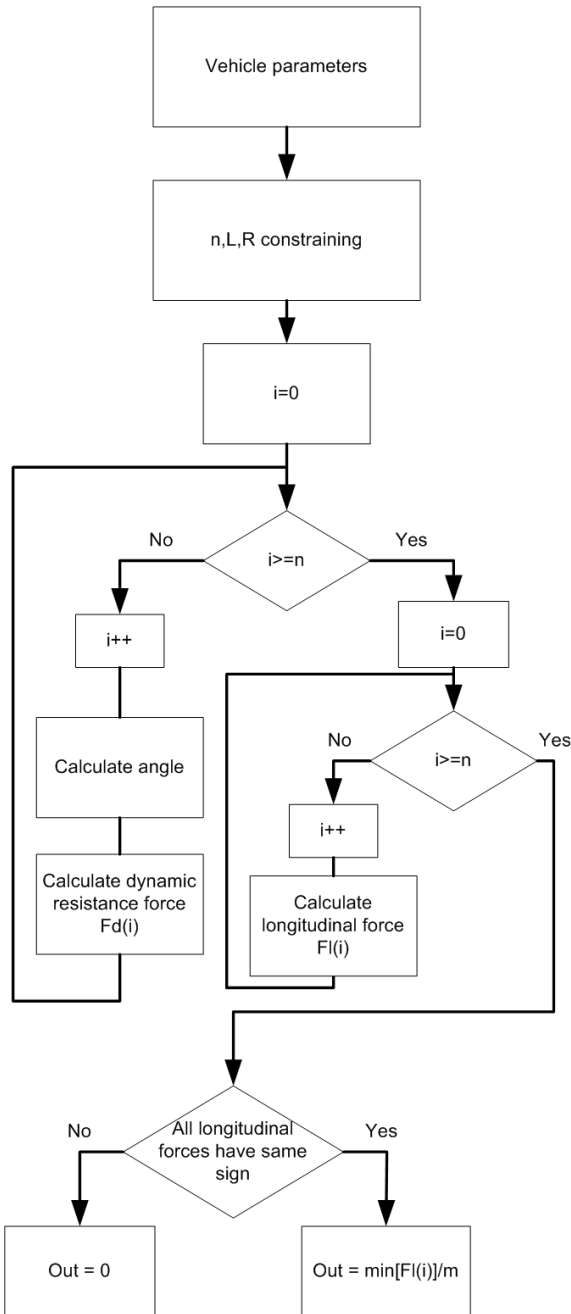 Vehicle parameters
n,L,R constraining
i=0
No
i>=n
Yes
i++
i=0
Calculate angle
No
i>=n
Yes
i++
Calculate dynamic
resistance force
Fd(i)
Calculate
longitudinal force
Fl(i)
No
All longitudinal
forces have same
sign
Yes
Out = 0
Out = min[Fl(i)]/m